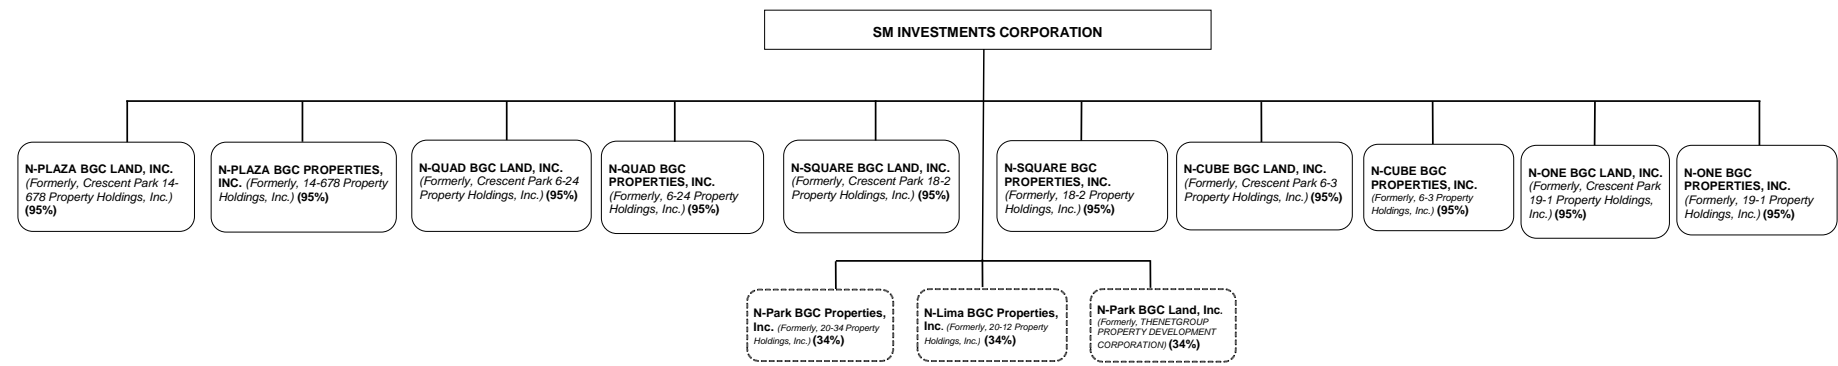 SM INVESTMENTS CORPORATION
N-PLAZA BGC LAND, INC.
(Formerly, Crescent Park 14-
678 Property Holdings, Inc.)
(95%)
N-PLAZA BGC PROPERTIES,
INC. (Formerly, 14-678 Property
Holdings, Inc.) (95%)
N-QUAD BGC LAND, INC.
(Formerly, Crescent Park 6-24
Property Holdings, Inc.) (95%)
N-QUAD BGC
PROPERTIES, INC.
(Formerly, 6-24 Property
Holdings, Inc.) (95%)
N-SQUARE BGC LAND, INC.
(Formerly, Crescent Park 18-2
Property Holdings, Inc.) (95%)
N-SQUARE BGC
PROPERTIES, INC.
(Formerly, 18-2 Property
Holdings, Inc.) (95%)
N-CUBE BGC LAND, INC.
(Formerly, Crescent Park 6-3
Property Holdings, Inc.) (95%)
N-CUBE BGC
PROPERTIES, INC.
(Formerly, 6-3 Property
Holdings, Inc.) (95%)
N-ONE BGC LAND, INC.
(Formerly, Crescent Park
19-1 Property Holdings,
Inc.) (95%)
N-ONE BGC
PROPERTIES, INC.
(Formerly, 19-1 Property
Holdings, Inc.) (95%)
N-Park BGC Properties,
Inc. (Formerly, 20-34 Property
Holdings, Inc.) (34%)
N-Lima BGC Properties,
Inc. (Formerly, 20-12 Property
Holdings, Inc.) (34%)
N-Park BGC Land, Inc.
(Formerly, THENETGROUP
PROPERTY DEVELOPMENT
CORPORATION) (34%)